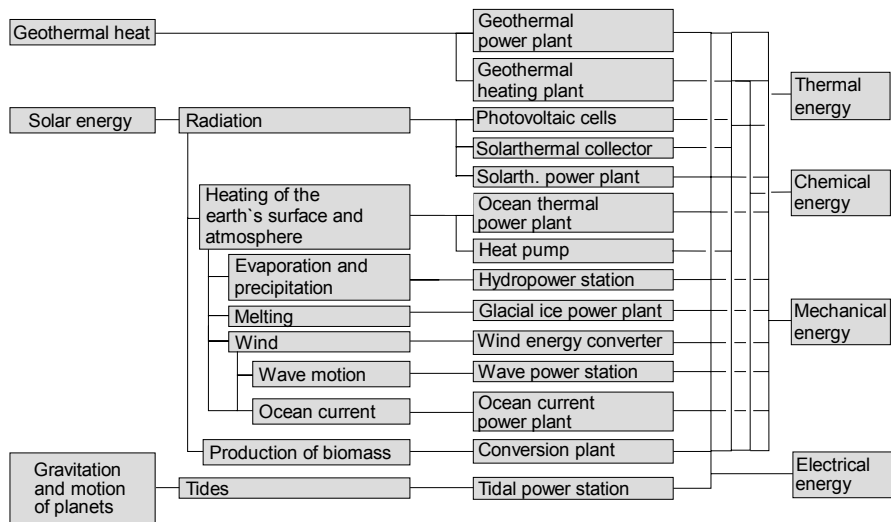 Geothermal heat
Geothermal
power plant
Geothermal
heating plant
Thermal
energy
Solar energy
Radiation
Photovoltaic cells
Solarthermal collector
Solarth. power plant
Chemical
energy
Heating of the
earth`s surface and
atmosphere
Ocean thermal
power plant
Heat pump
Evaporation and
precipitation
Hydropower station
Melting
Glacial ice power plant
Mechanical
energy
Wind
Wind energy converter
Wave motion
Wave power station
Ocean current
Ocean current
power plant
Production of biomass
Conversion plant
Electrical
energy
Gravitation
and motion
of planets
Tides
Tidal power station